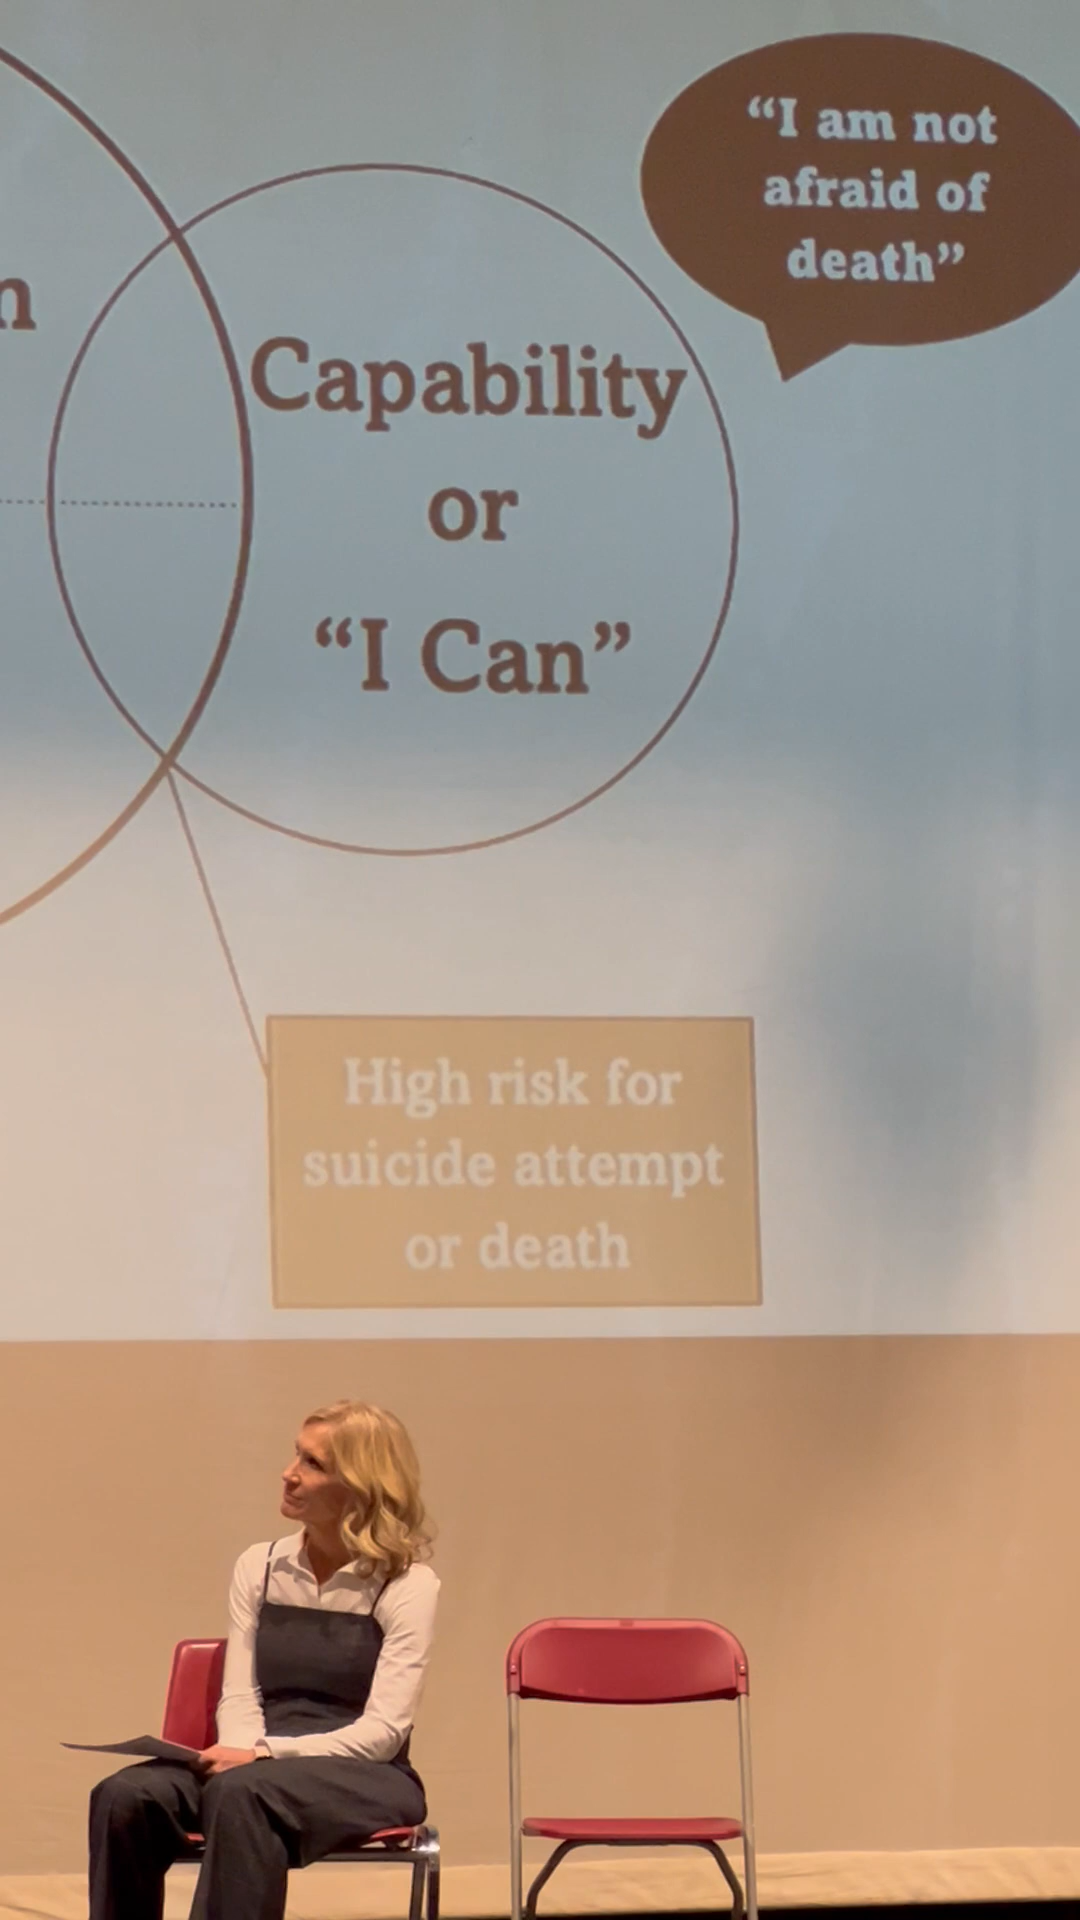 “I am not
afraid of
death”
Capability
or
“I Can”
High risk for
suicide attempt
or death